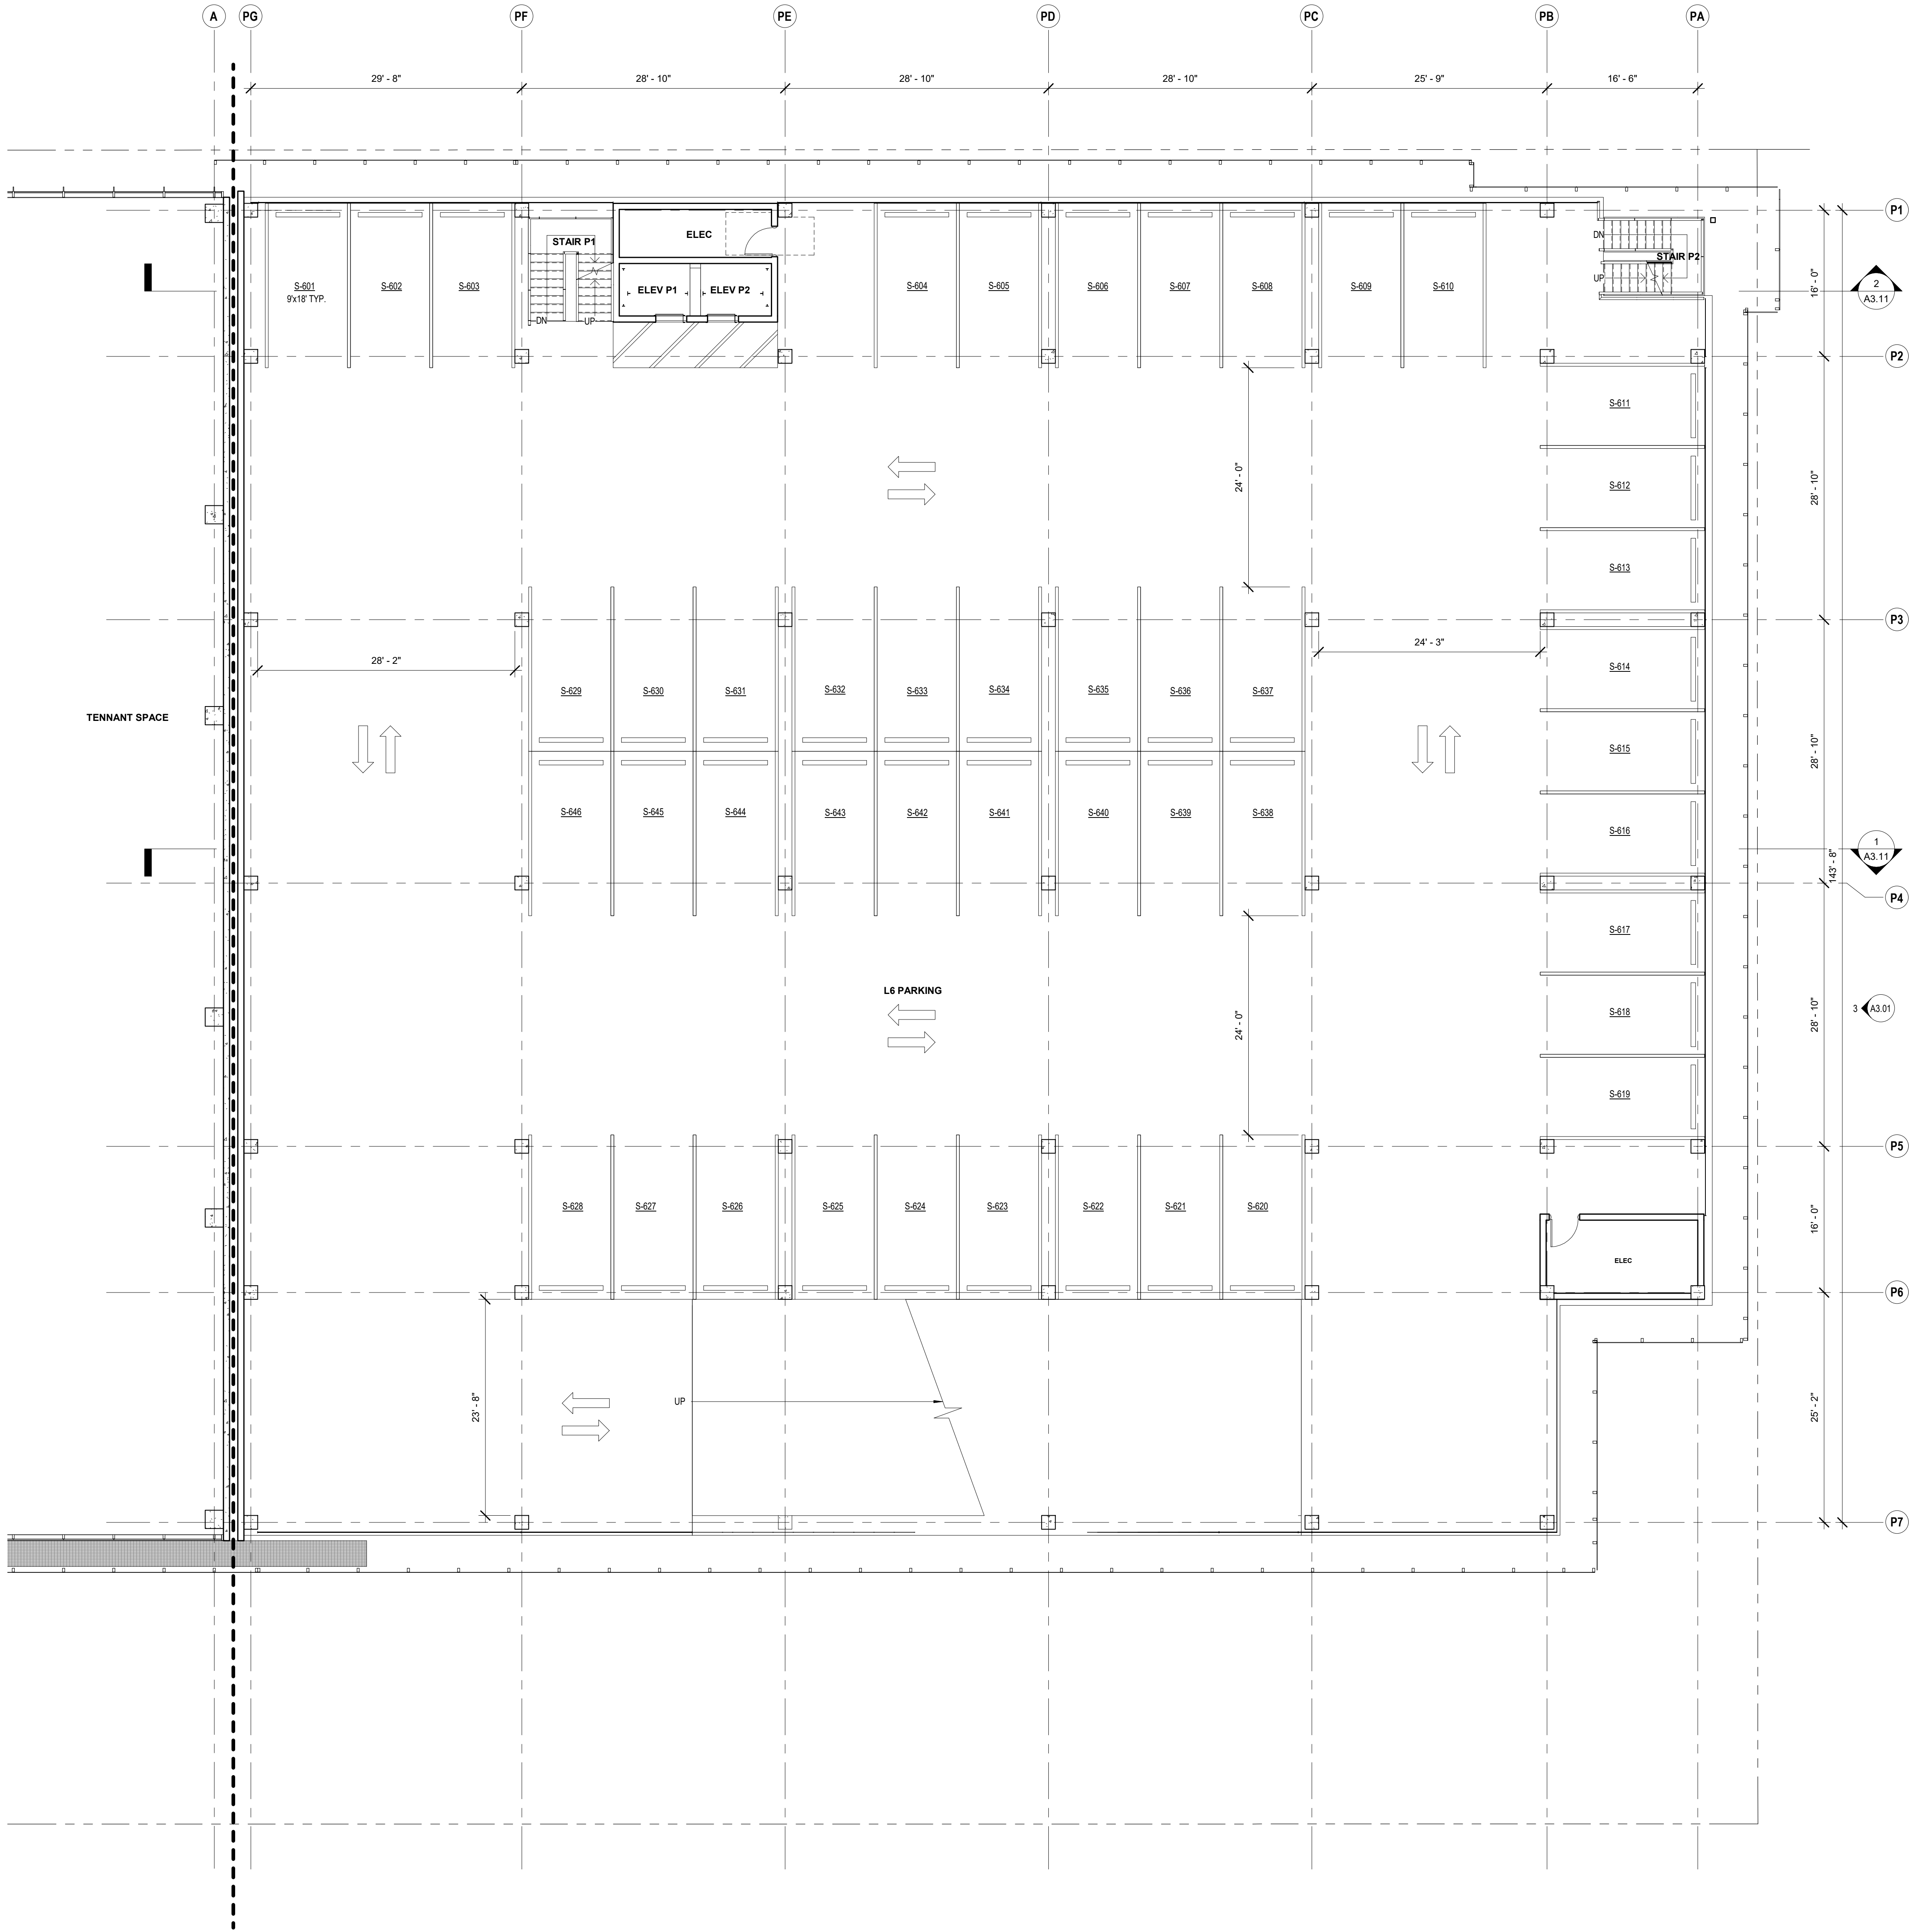 A PG PF PE PD PC PB PA
29' - 8" 28' - 10" 28' - 10" 28' - 10" 25' - 9" 16' - 6"
P1
STAIR P1
ELEC
DN
STAIR P2
UP
ELEV P1 ELEV P2
DN UP
S-601 S-602 S-603 S-604 S-605 S-606 S-607 S-608 S-609 S-610
9'x18' TYP.
16' - 0"
2
A3.11
P2
S-611
24' - 0"
S-612
28' - 10"
S-613
P3
28' - 2"
24' - 3"
S-614
S-629 S-630 S-631 S-632 S-633 S-634 S-635 S-636 S-637
TENNANT SPACE
S-615
28' - 10"
S-646 S-645 S-644 S-643 S-642 S-641 S-640 S-639 S-638
S-616
1
A3.11
143' - 8"
P4
S-617
L6 PARKING
24' - 0"
S-618
28' - 10"
3
A3.01
S-619
P5
S-628 S-627 S-626 S-625 S-624 S-623 S-622 S-621 S-620
16' - 0"
ELEC
P6
23' - 8"
UP
25' - 2"
P7